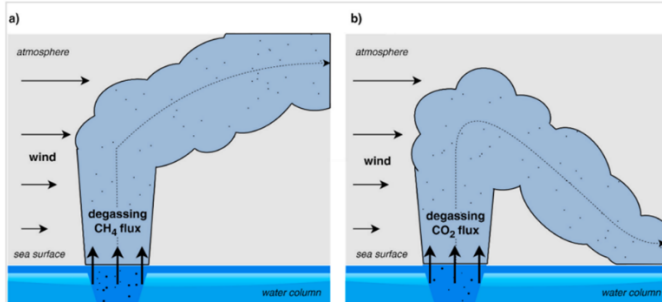 a)
atmosphere
wind
degassing
CH₄ flux
sea surface
water column
b)
atmosphere
wind
degassing
CO₂ flux
sea surface
water column